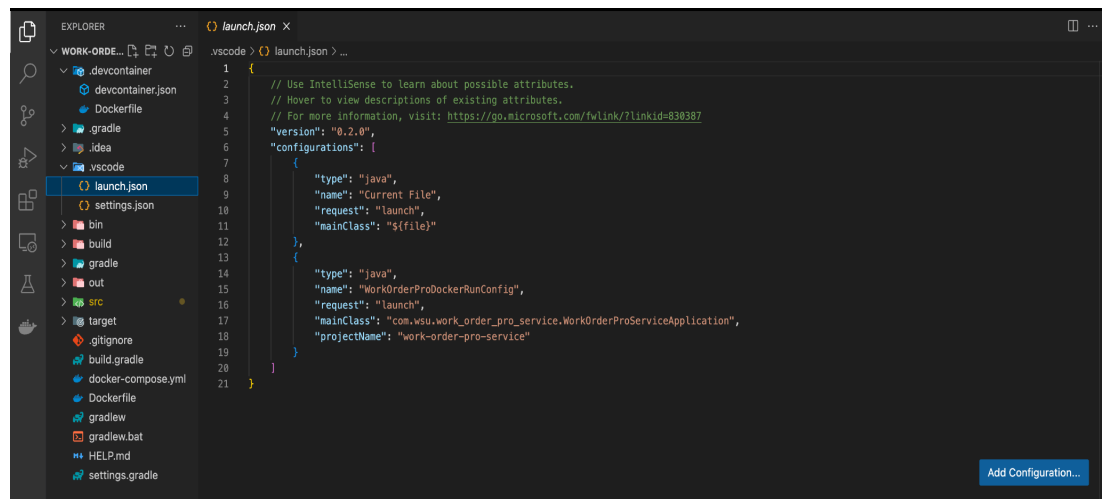 EXPLORER
WORK-ORDE...
.devcontainer
devcontainer.json
Dockerfile
.gradle
.idea
.vscode
launch.json
settings.json
bin
build
gradle
out
src
target
.gitignore
build.gradle
docker-compose.yml
Dockerfile
gradlew
gradlew.bat
HELP.md
settings.gradle
{} launch.json ×
.vscode > {} launch.json > ...
1 {
2 // Use IntelliSense to learn about possible attributes.
3 // Hover to view descriptions of existing attributes.
4 // For more information, visit: https://go.microsoft.com/fwlink/?linkid=830387
5 "version": "0.2.0",
6 "configurations": [
7 {
8 "type": "java",
9 "name": "Current File",
10 "request": "launch",
11 "mainClass": "${file}"
12 },
13 {
14 "type": "java",
15 "name": "WorkOrderProDockerRunConfig",
16 "request": "launch",
17 "mainClass": "com.wsu.work_order_pro_service.WorkOrderProServiceApplication",
18 "projectName": "work-order-pro-service"
19 }
20 ]
21 }
Add Configuration...